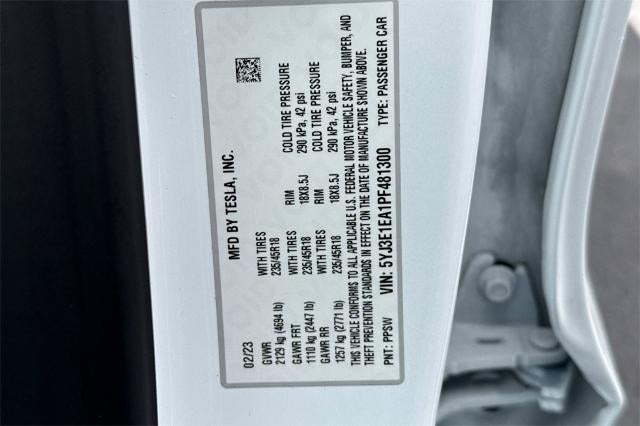 MFD BY TESLA, INC.
02/23
GVWR WITH TIRES RIM COLD TIRE PRESSURE
2129 kg (4694 lb) 235/45R18 18X8.5J 290 kPa, 42 psi
GAWR FRT WITH TIRES RIM COLD TIRE PRESSURE
1110 kg (2447 lb) 235/45R18 18X8.5J 290 kPa, 42 psi
GAWR RR WITH TIRES
1257 kg (2771 lb) 235/45R18
THIS VEHICLE CONFORMS TO ALL APPLICABLE U.S. FEDERAL MOTOR VEHICLE SAFETY, BUMPER, AND
THEFT PREVENTION STANDARDS IN EFFECT ON THE DATE OF MANUFACTURE SHOWN ABOVE.
PNT: PPSW VIN: 5YJ3E1EA1PF481300 TYPE: PASSENGER CAR